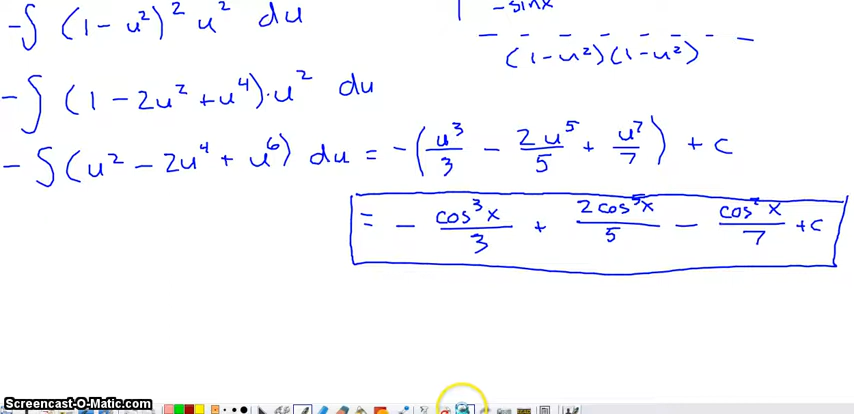 -∫ (1 - u²)² u² du
-sinx
(1-u²)(1-u²)
-∫ (1 - 2u² + u⁴)·u² du
-∫ (u² - 2u⁴ + u⁶) du = -(u³/3 - 2u⁵/5 + u⁷/7) + c
= - cos³x/3 + 2cos⁵x/5 - cos⁷x/7 + c
Screencast-O-Matic.com